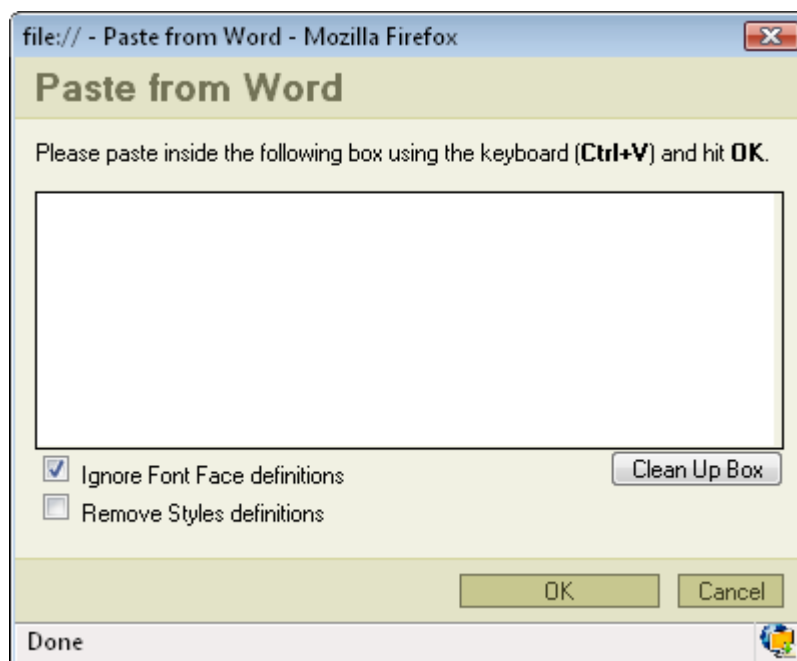 file:// - Paste from Word - Mozilla Firefox
Paste from Word
Please paste inside the following box using the keyboard (Ctrl+V) and hit OK.
Ignore Font Face definitions
Clean Up Box
Remove Styles definitions
OK Cancel
Done